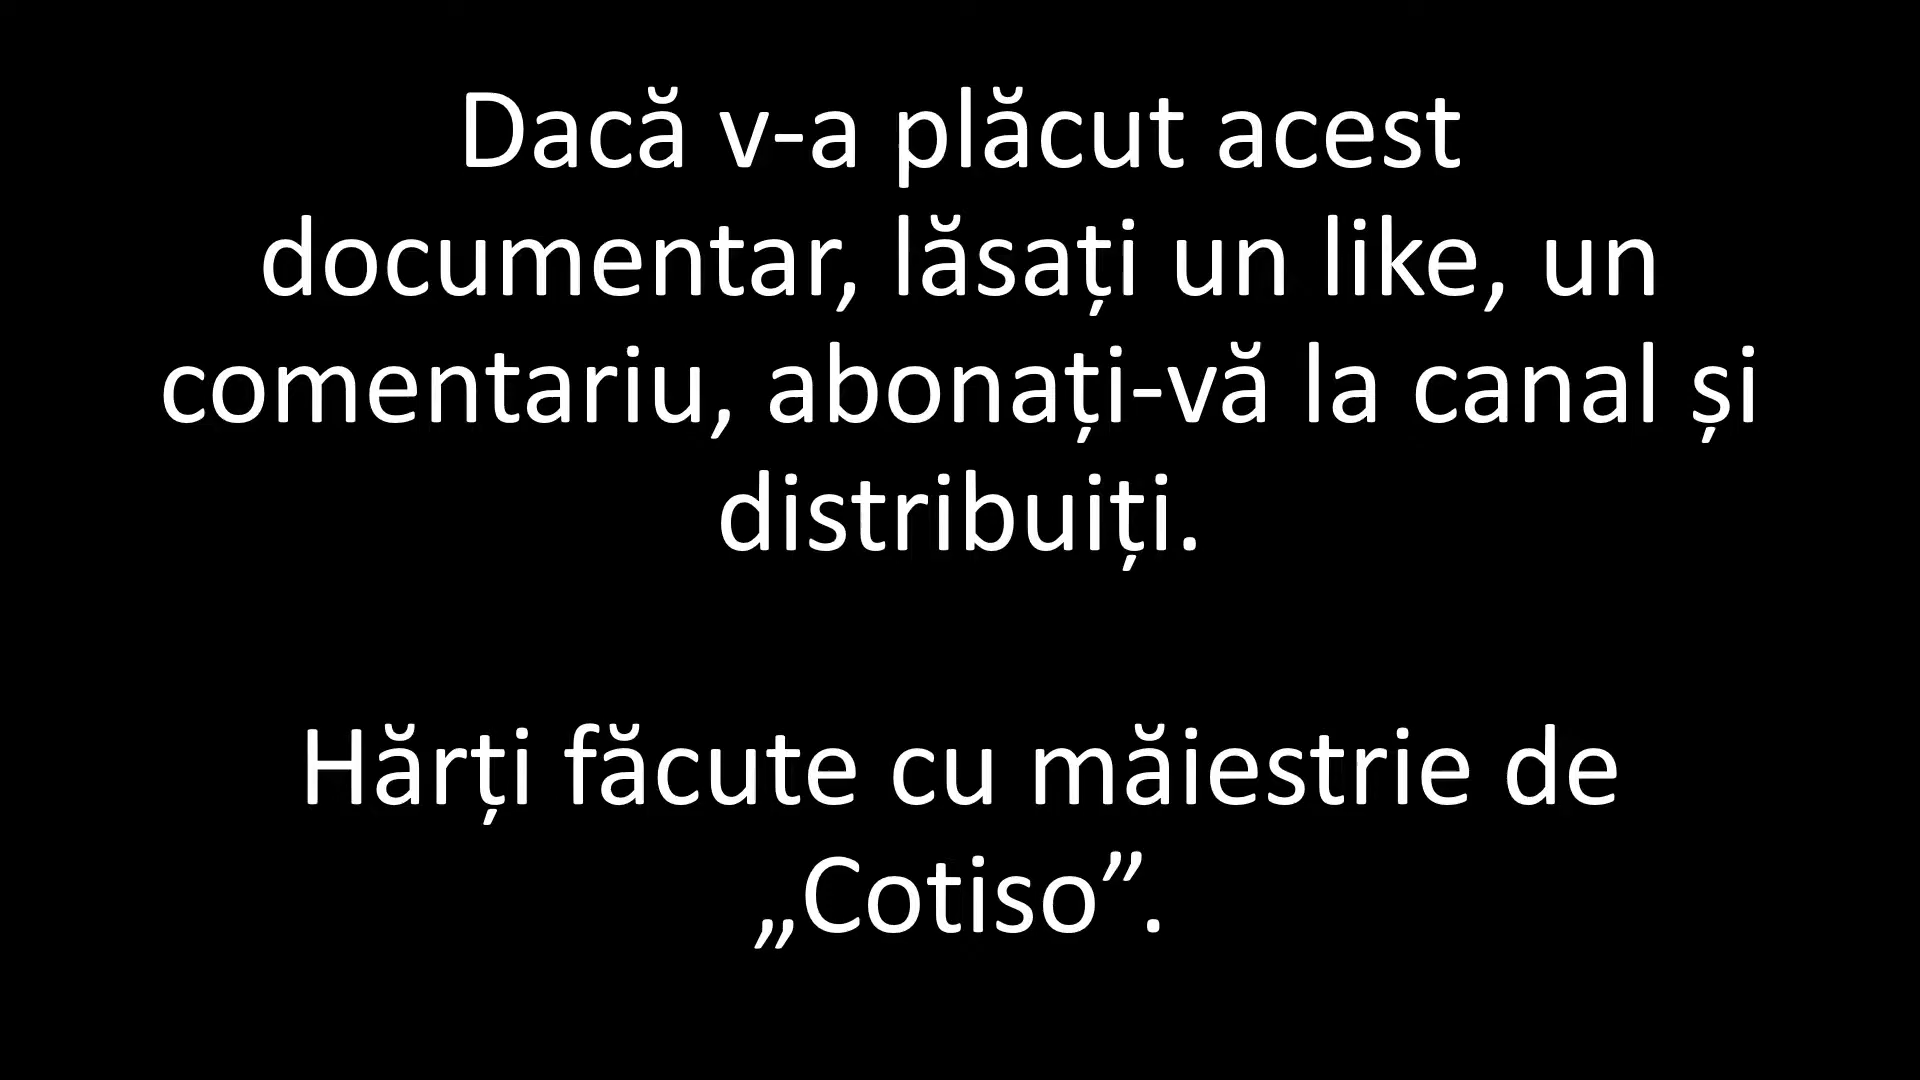 Dacă v-a plăcut acest
documentar, lăsați un like, un
comentariu, abonați-vă la canal și
distribuiți.
Hărți făcute cu măiestrie de
„Cotiso”.